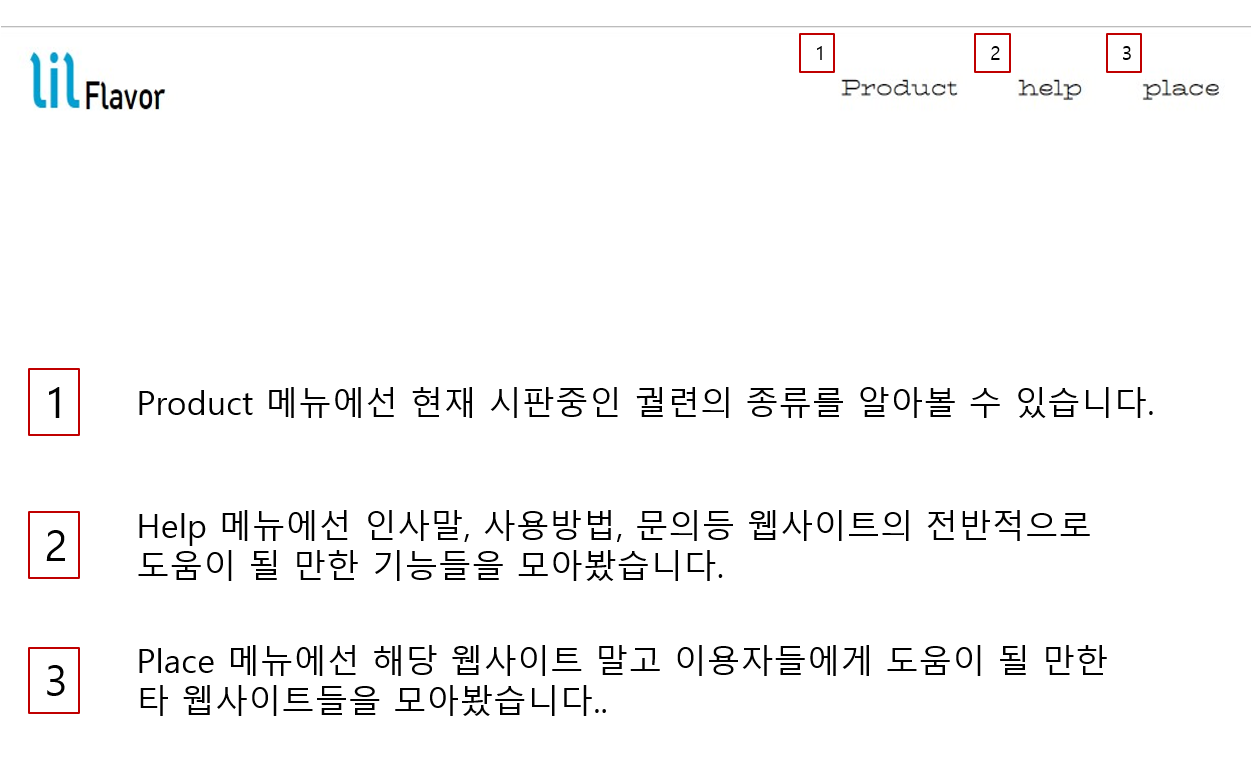 lil Flavor
1 Product 2 help 3 place
1 Product 메뉴에선 현재 시판중인 궐련의 종류를 알아볼 수 있습니다.
2 Help 메뉴에선 인사말, 사용방법, 문의등 웹사이트의 전반적으로
도움이 될 만한 기능들을 모아봤습니다.
3 Place 메뉴에선 해당 웹사이트 말고 이용자들에게 도움이 될 만한
타 웹사이트들을 모아봤습니다..